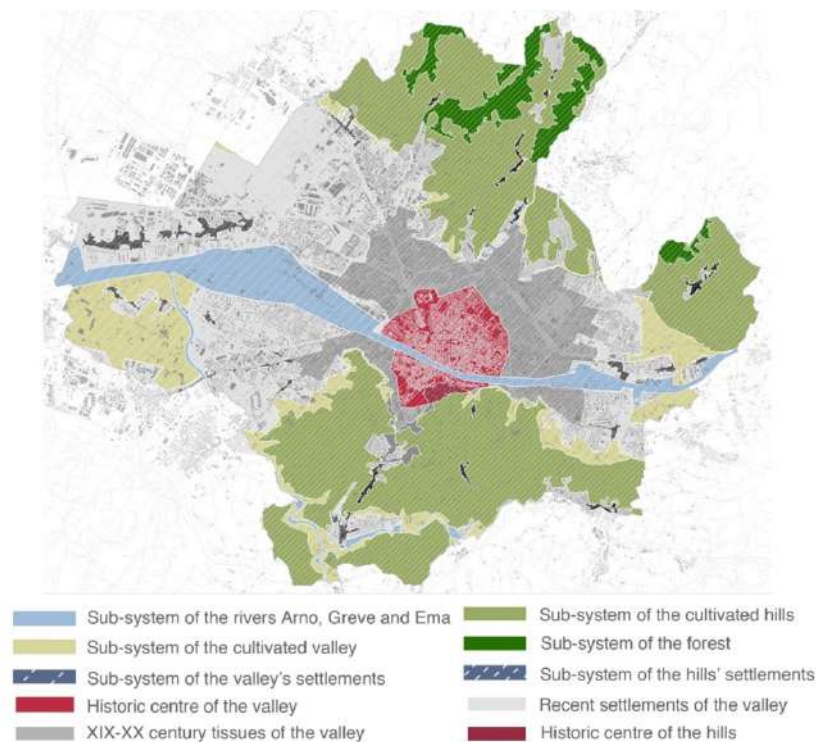 Sub-system of the rivers Arno, Greve and Ema
Sub-system of the cultivated valley
Sub-system of the valley's settlements
Historic centre of the valley
XIX-XX century tissues of the valley
Sub-system of the cultivated hills
Sub-system of the forest
Sub-system of the hills' settlements
Recent settlements of the valley
Historic centre of the hills